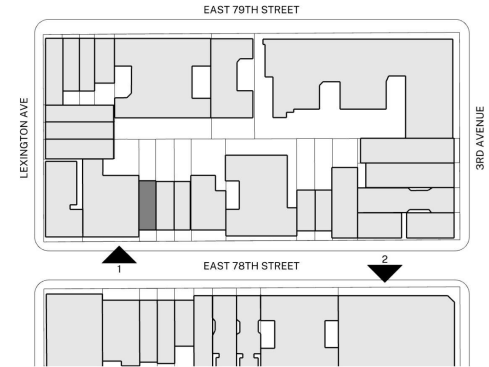 EAST 79TH STREET
LEXINGTON AVE
3RD AVENUE
1
EAST 78TH STREET
2